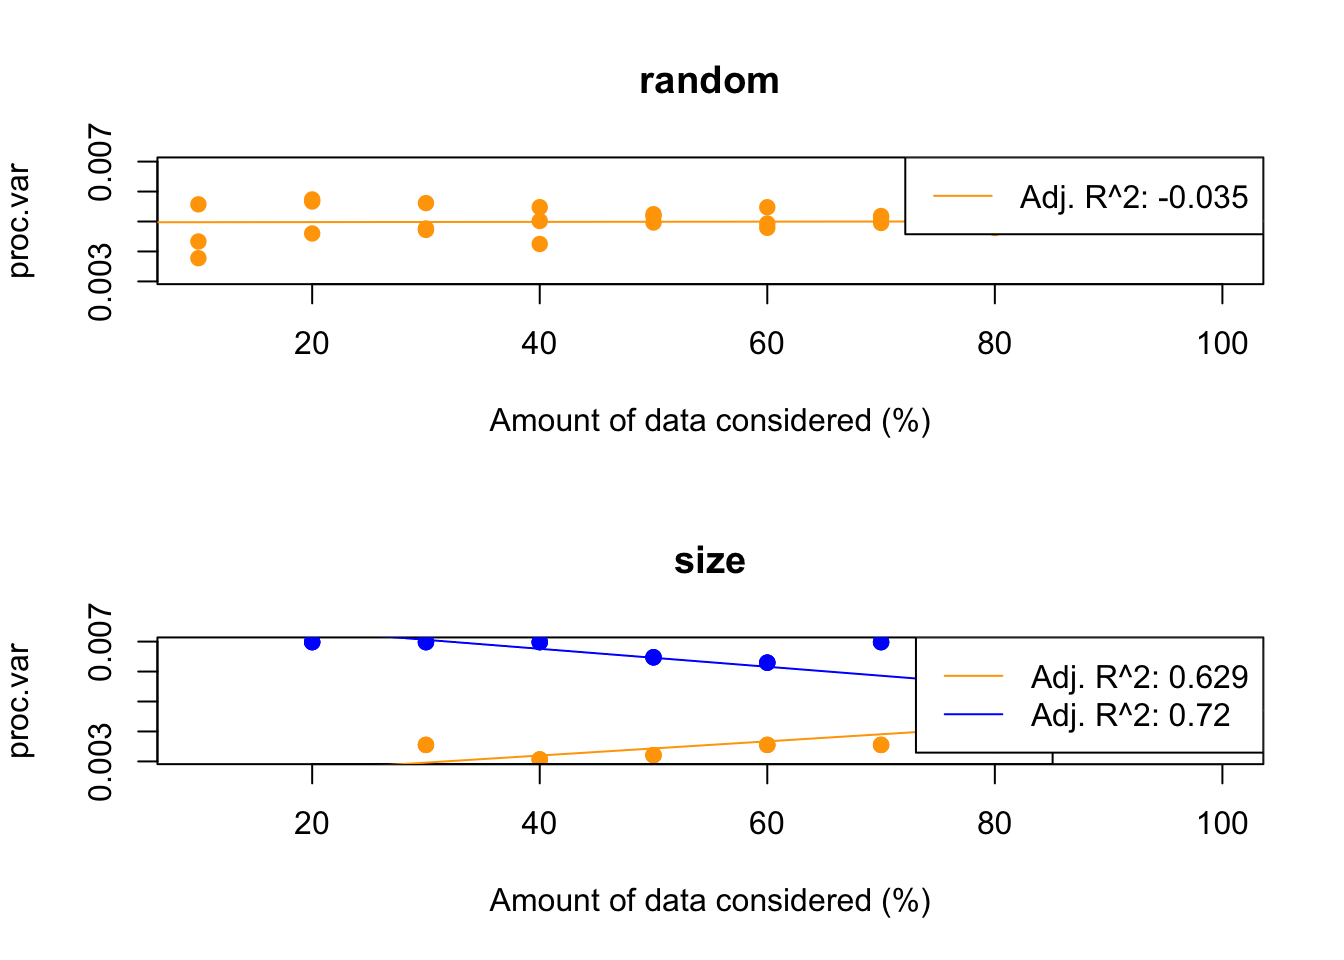 random
proc.var
0.007
0.003
Adj. R^2: -0.035
20 40 60 80 100
Amount of data considered (%)
size
proc.var
0.007
0.003
Adj. R^2: 0.629
Adj. R^2: 0.72
20 40 60 80 100
Amount of data considered (%)